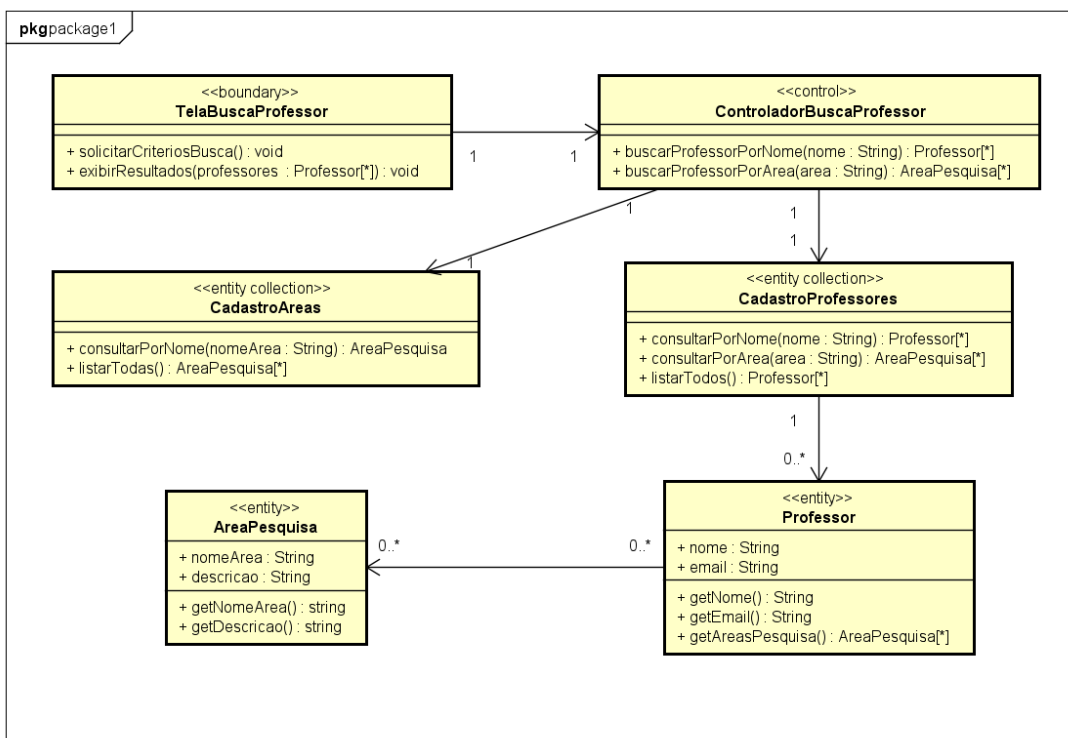 pkg package1
<<boundary>>
TelaBuscaProfessor
+ solicitarCriteriosBusca() : void
+ exibirResultados(professores : Professor[*]) : void
1
1
<<control>>
ControladorBuscaProfessor
+ buscarProfessorPorNome(nome : String) : Professor[*]
+ buscarProfessorPorArea(area : String) : AreaPesquisa[*]
1
1
1
1
<<entity collection>>
CadastroAreas
+ consultarPorNome(nomeArea : String) : AreaPesquisa
+ listarTodas() : AreaPesquisa[*]
<<entity collection>>
CadastroProfessores
+ consultarPorNome(nome : String) : Professor[*]
+ consultarPorArea(area : String) : AreaPesquisa[*]
+ listarTodos() : Professor[*]
1
0..*
<<entity>>
AreaPesquisa
+ nomeArea : String
+ descricao : String
+ getNomeArea() : string
+ getDescricao() : string
0..*
0..*
<<entity>>
Professor
+ nome : String
+ email : String
+ getNome() : String
+ getEmail() : String
+ getAreasPesquisa() : AreaPesquisa[*]